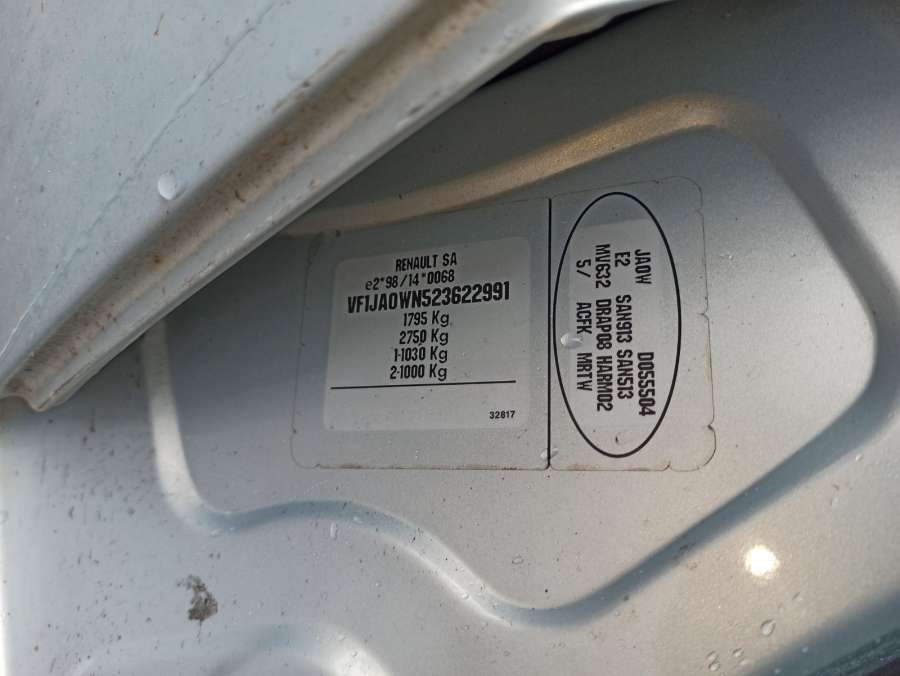 RENAULT SA
e2*98/14*0068
VF1JA0WN523622991
1795 Kg
2750 Kg
1-1030 Kg
2-1000 Kg
32817
JA0W D055504
E2 SAN913 SAN513
MV632 DRAP08 HARM02
5/ ACFK MRTW